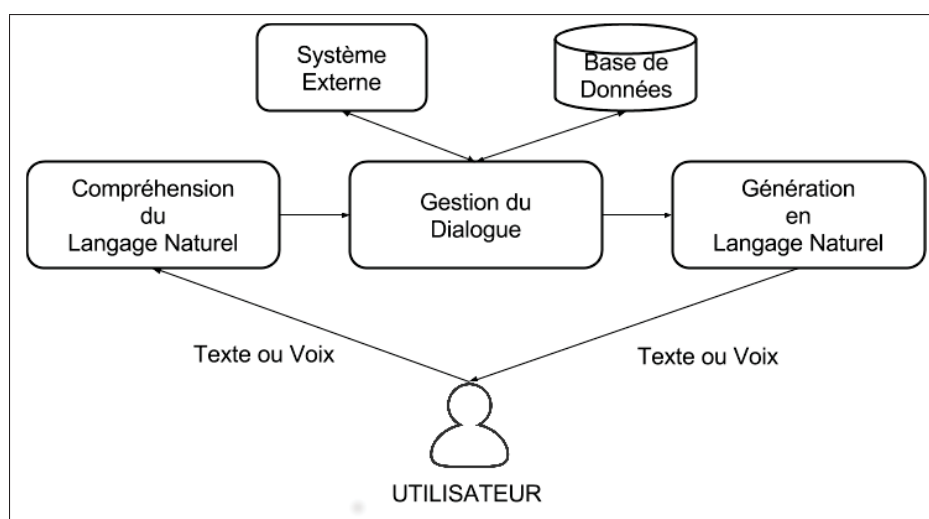 Système
Externe
Base de
Données
Compréhension
du
Langage Naturel
Gestion du
Dialogue
Génération
en
Langage Naturel
Texte ou Voix
Texte ou Voix
UTILISATEUR